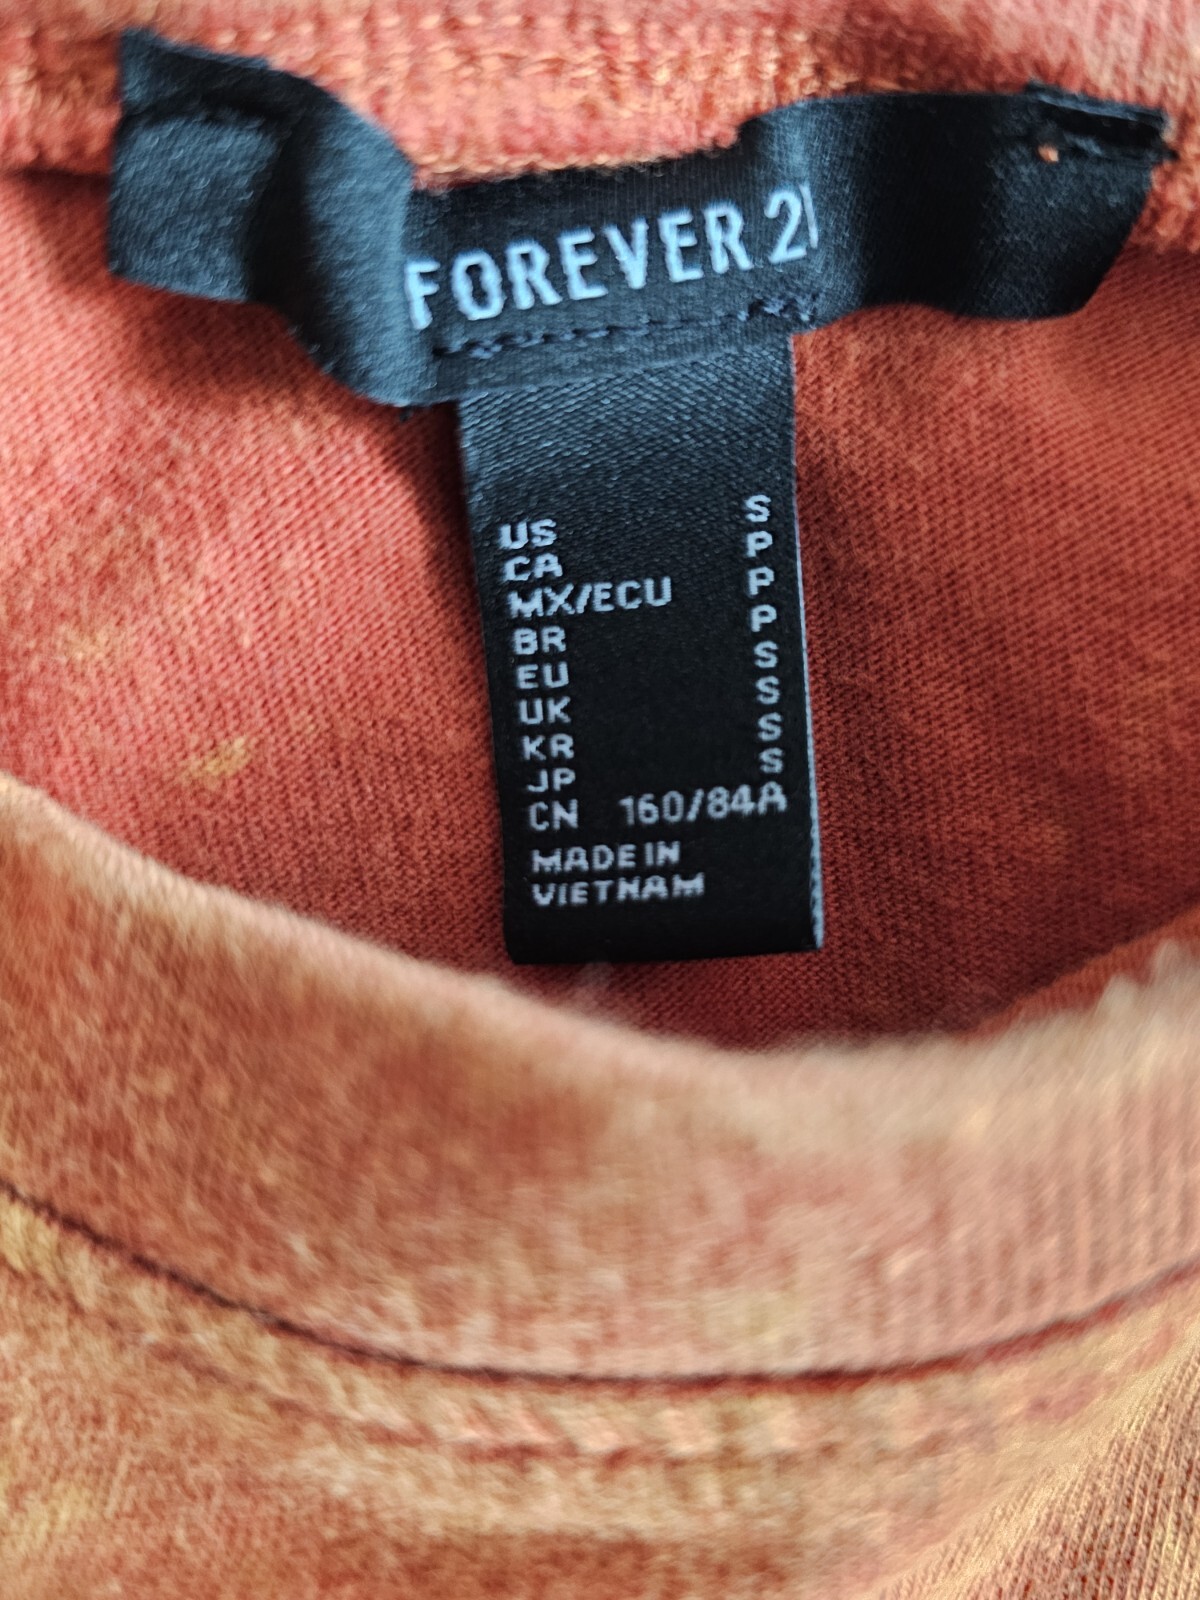 FOREVER 21
US S
CA P
MX/ECU P
BR P
EU S
UK S
KR S
JP S
CN 160/84A
MADE IN
VIETNAM